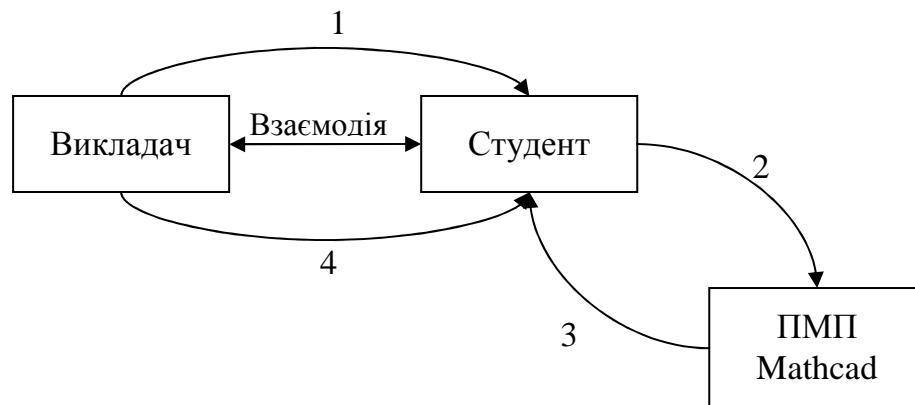 1
Викладач
Взаємодія
Студент
2
4
3
ПМП
Mathcad